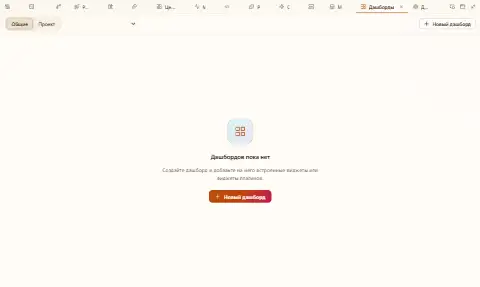 Дашборды
Общие Проект
Новый дашборд
Дашбордов пока нет
Создайте дашборд и добавьте на него встроенные виджеты или
виджеты плагинов.
Новый дашборд